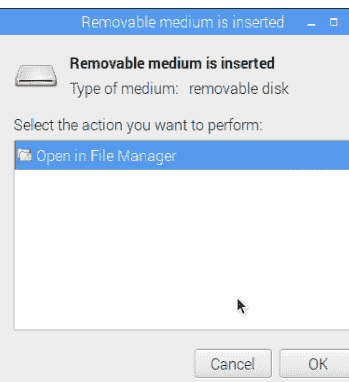 Removable medium is inserted
Removable medium is inserted
Type of medium: removable disk
Select the action you want to perform:
Open in File Manager
Cancel
OK